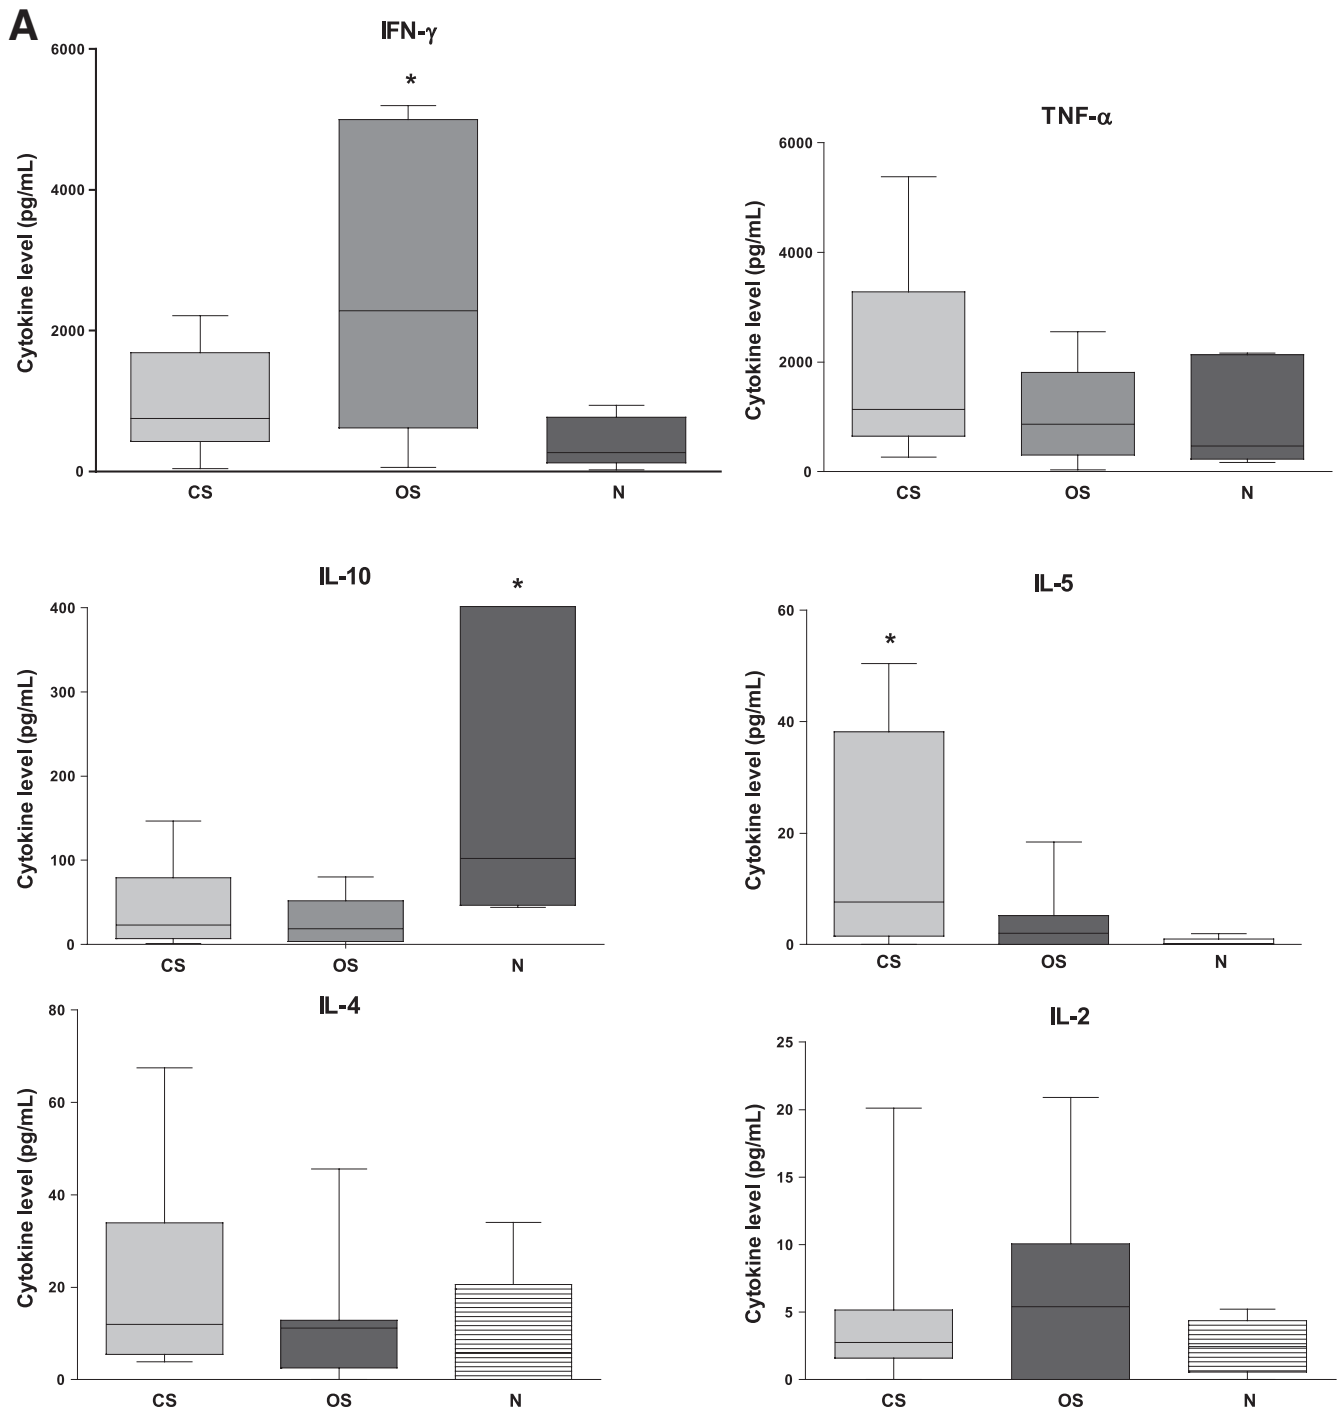 A
IFN-γ
Cytokine level (pg/mL)
6000
4000
2000
0
*
CS OS N
TNF-α
Cytokine level (pg/mL)
6000
4000
2000
0
CS OS N
IL-10
Cytokine level (pg/mL)
400
300
200
100
0
*
CS OS N
IL-5
Cytokine level (pg/mL)
60
40
20
0
*
CS OS N
IL-4
Cytokine level (pg/mL)
80
60
40
20
0
CS OS N
IL-2
Cytokine level (pg/mL)
25
20
15
10
5
0
CS OS N